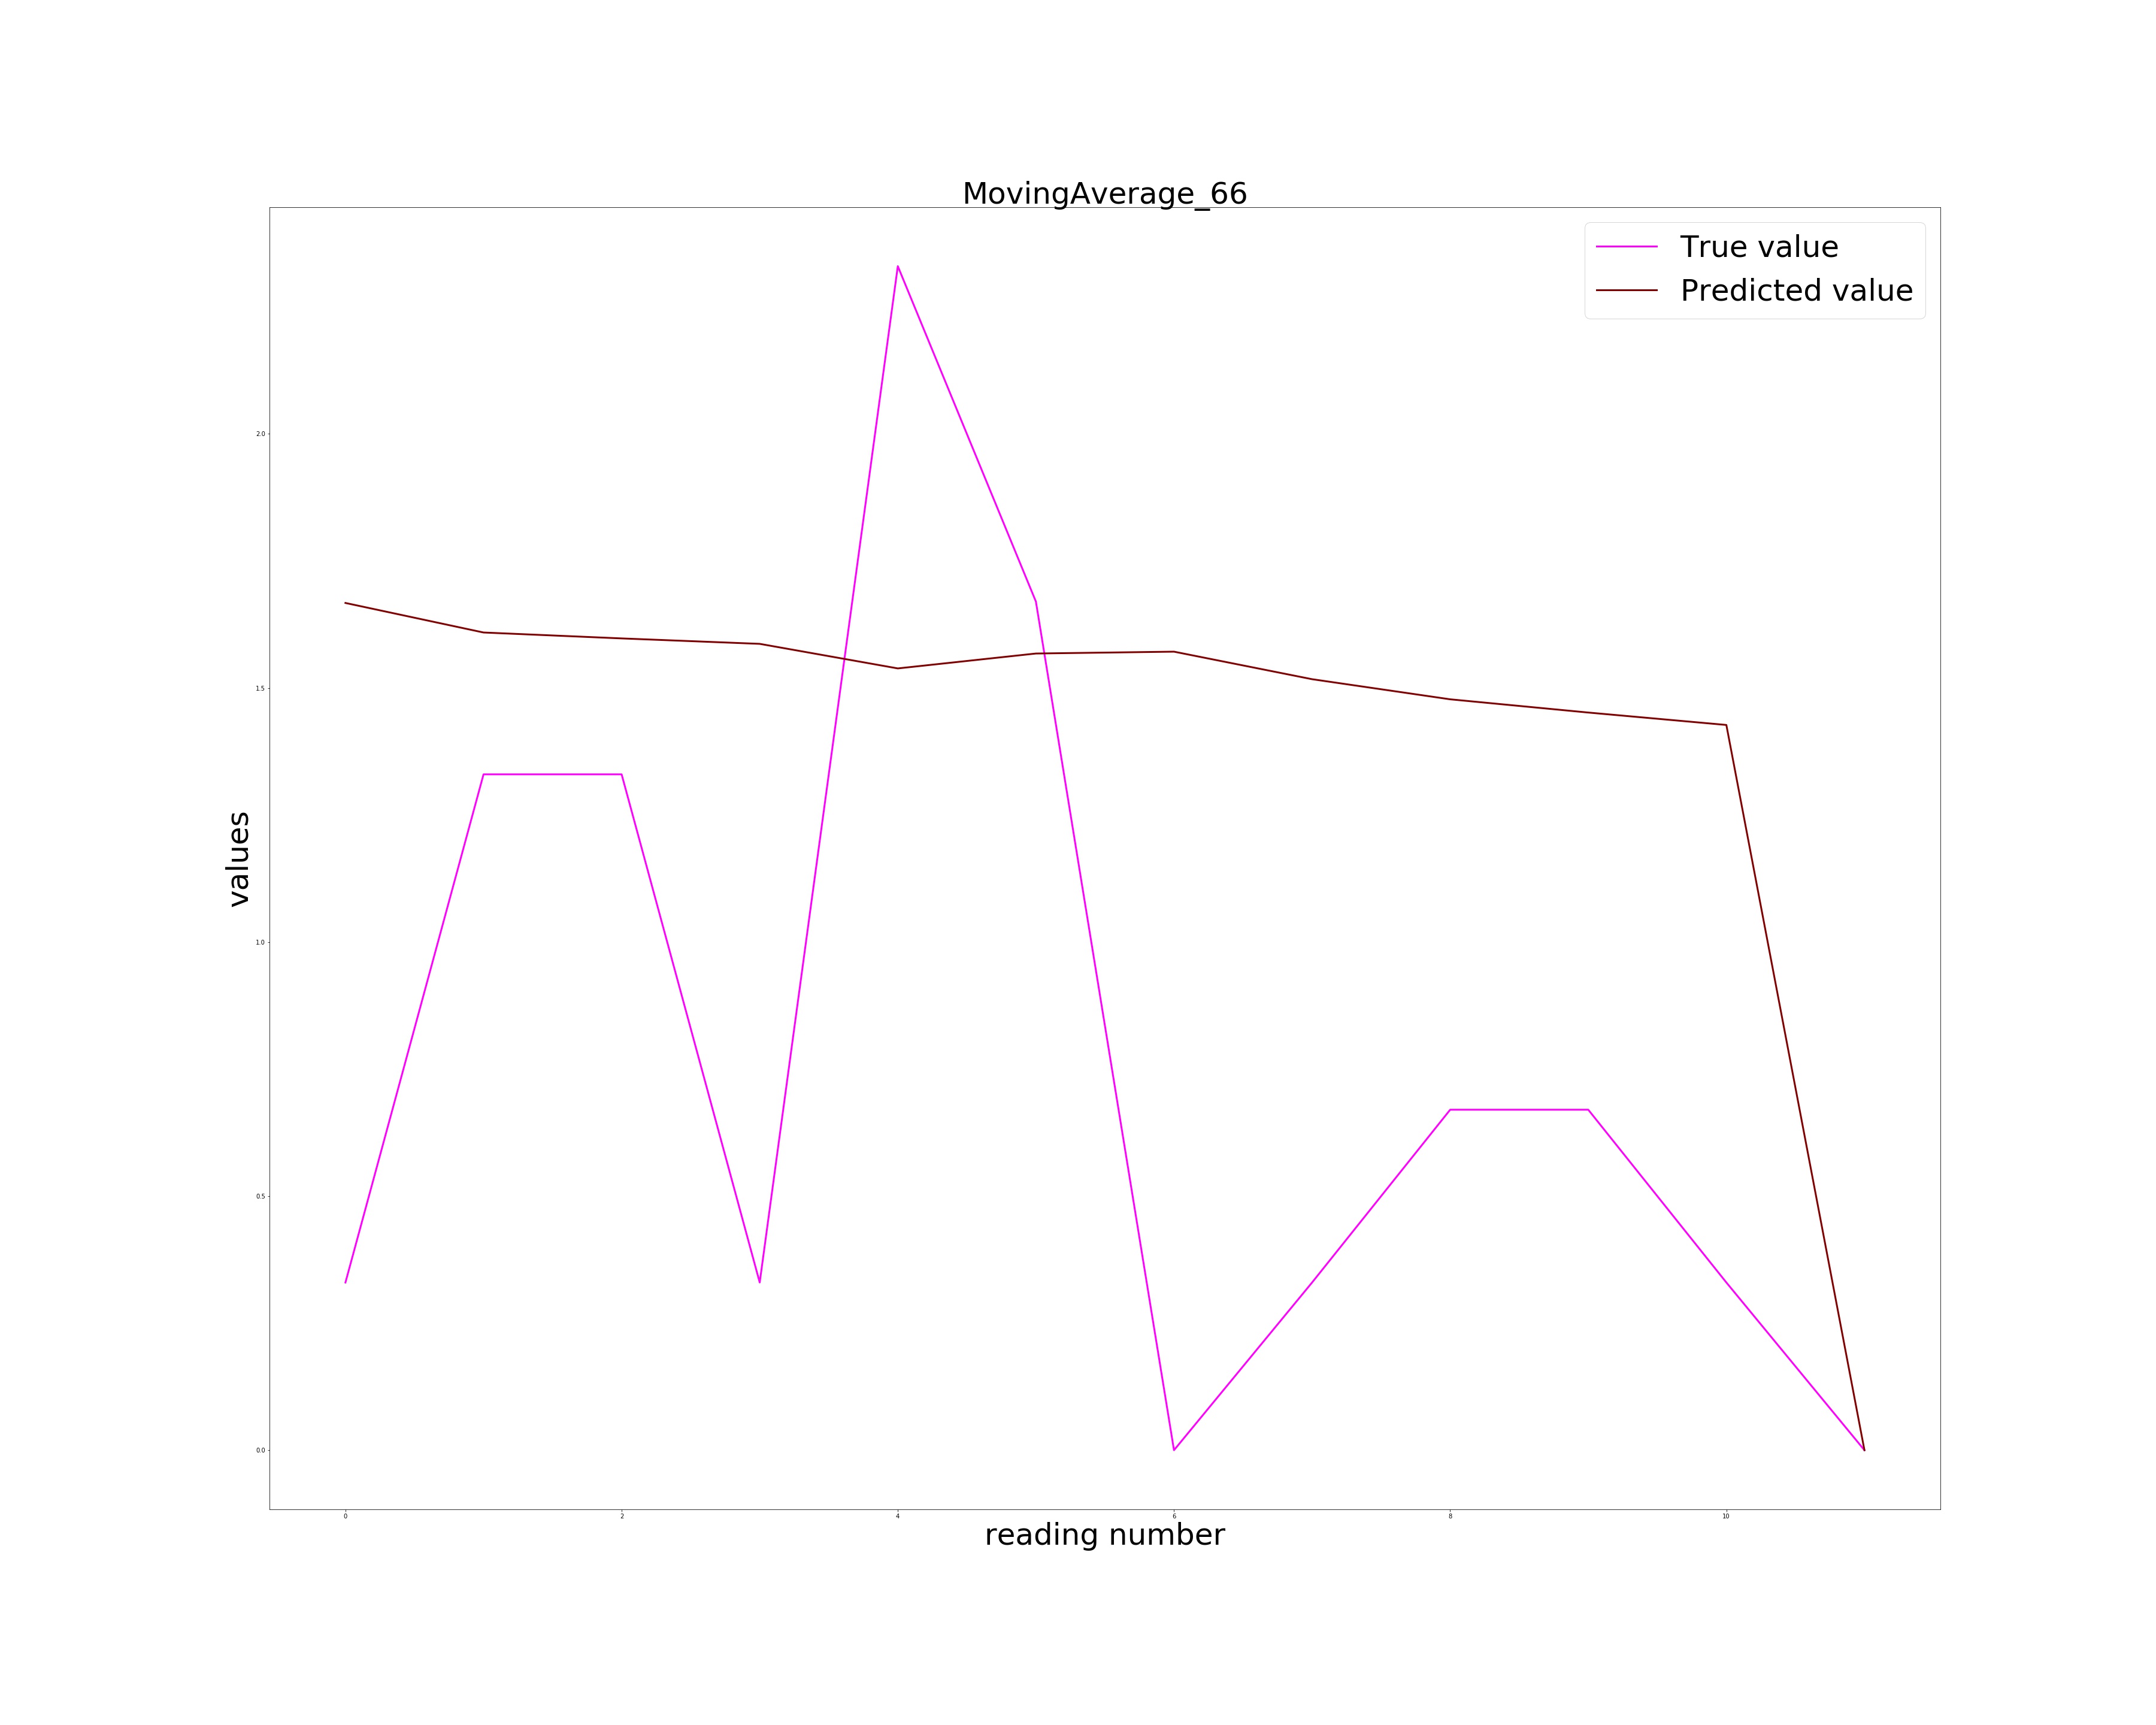 MovingAverage_66
True value
Predicted value
2.0
1.5
1.0
0.5
0.0
values
0 2 4 6 8 10
reading number